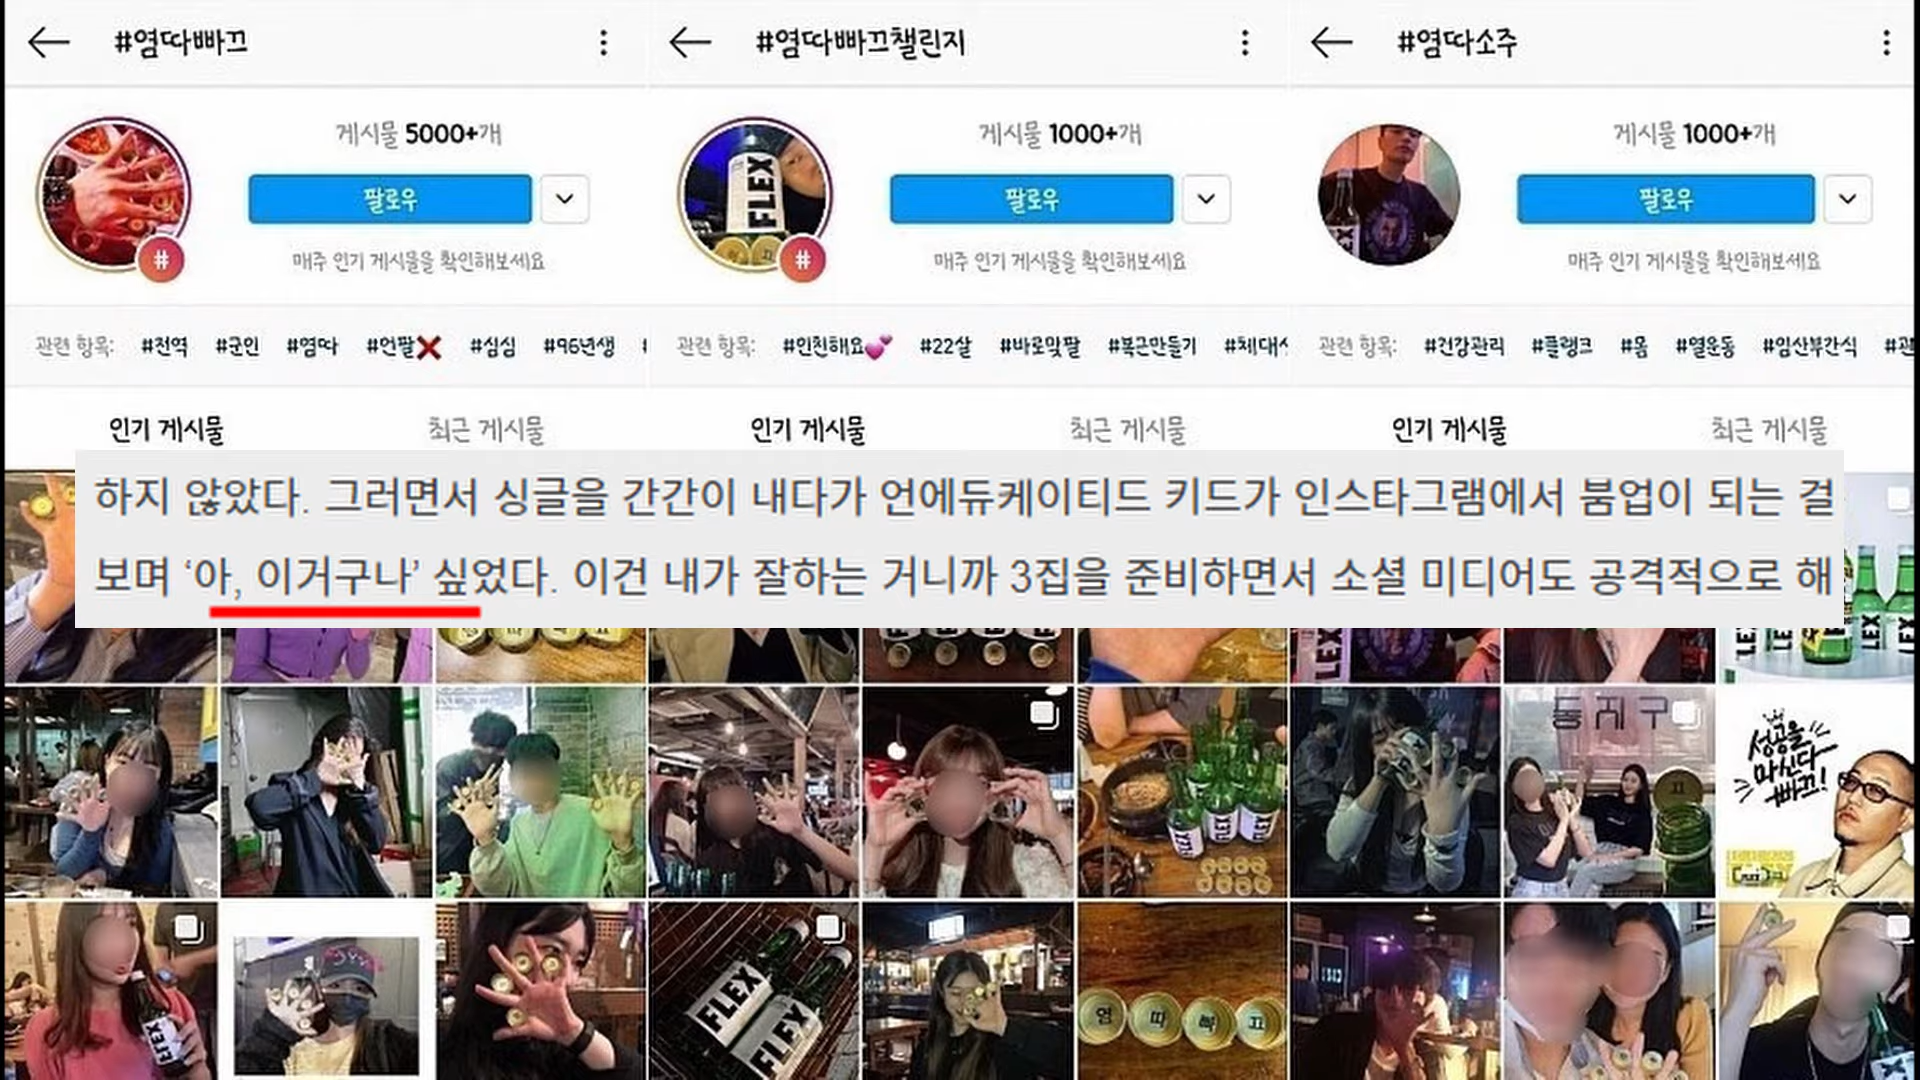 #염따빠끄
#염따빠끄챌린지
#염따소주
게시물 5000+개
게시물 1000+개
게시물 1000+개
팔로우
팔로우
팔로우
매주 인기 게시물을 확인해보세요
매주 인기 게시물을 확인해보세요
매주 인기 게시물을 확인해보세요
관련 항목: #전역 #군인 #염따 #언팔❌ #심심 #96년생
관련 항목: #인친해요💕 #22살 #바로맞팔 #복근만들기
관련 항목: #건강관리 #플랭크 #몸 #열운동 #임산부간식
인기 게시물 최근 게시물
인기 게시물 최근 게시물
인기 게시물 최근 게시물
하지 않았다. 그러면서 싱글을 간간이 내다가 언에듀케이티드 키드가 인스타그램에서 붐업이 되는 걸
보며 ‘아, 이거구나’ 싶었다. 이건 내가 잘하는 거니까 3집을 준비하면서 소셜 미디어도 공격적으로 해
FLEX
성공을
마신다
빠끄!
FLEX
FLEX
FLEX
염 따 빠 끄